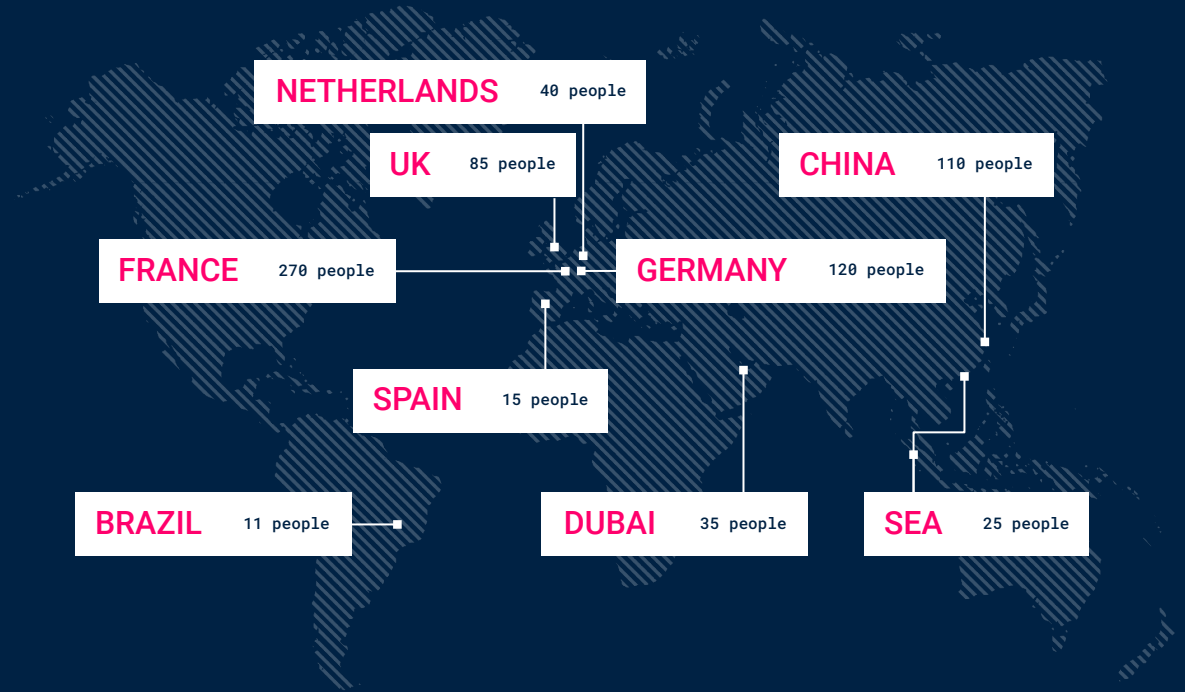 NETHERLANDS 40 people
UK 85 people
CHINA 110 people
FRANCE 270 people
GERMANY 120 people
SPAIN 15 people
BRAZIL 11 people
DUBAI 35 people
SEA 25 people